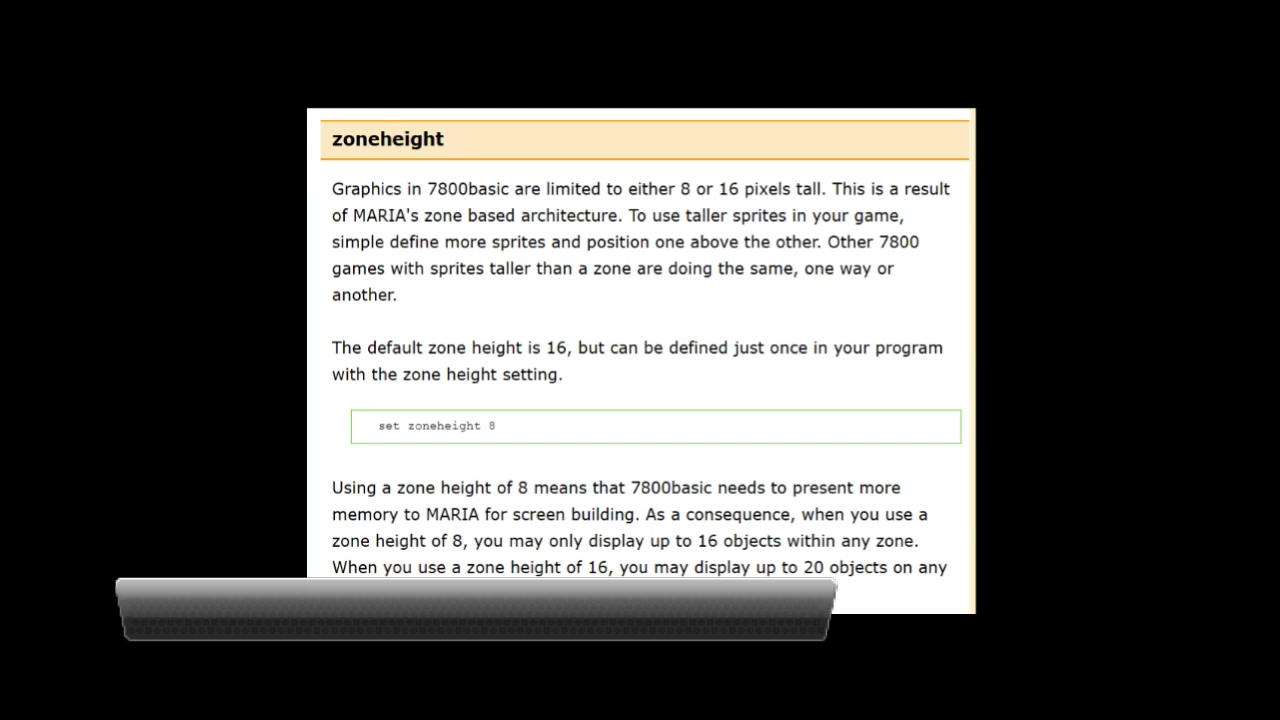 zoneheight
Graphics in 7800basic are limited to either 8 or 16 pixels tall. This is a result
of MARIA's zone based architecture. To use taller sprites in your game,
simple define more sprites and position one above the other. Other 7800
games with sprites taller than a zone are doing the same, one way or
another.
The default zone height is 16, but can be defined just once in your program
with the zone height setting.
set zoneheight 8
Using a zone height of 8 means that 7800basic needs to present more
memory to MARIA for screen building. As a consequence, when you use a
zone height of 8, you may only display up to 16 objects within any zone.
When you use a zone height of 16, you may display up to 20 objects on any